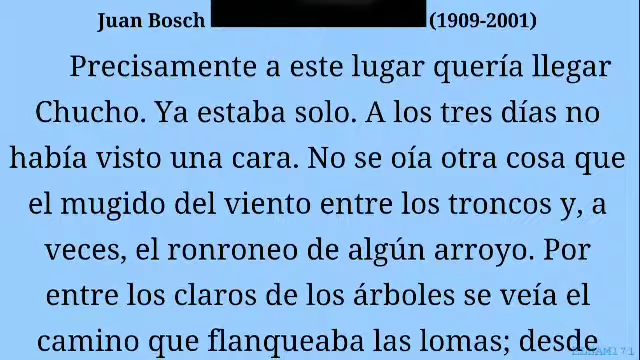 Juan Bosch (1909-2001)
Precisamente a este lugar quería llegar
Chucho. Ya estaba solo. A los tres días no
había visto una cara. No se oía otra cosa que
el mugido del viento entre los troncos y, a
veces, el ronroneo de algún arroyo. Por
entre los claros de los árboles se veía el
camino que flanqueaba las lomas; desde